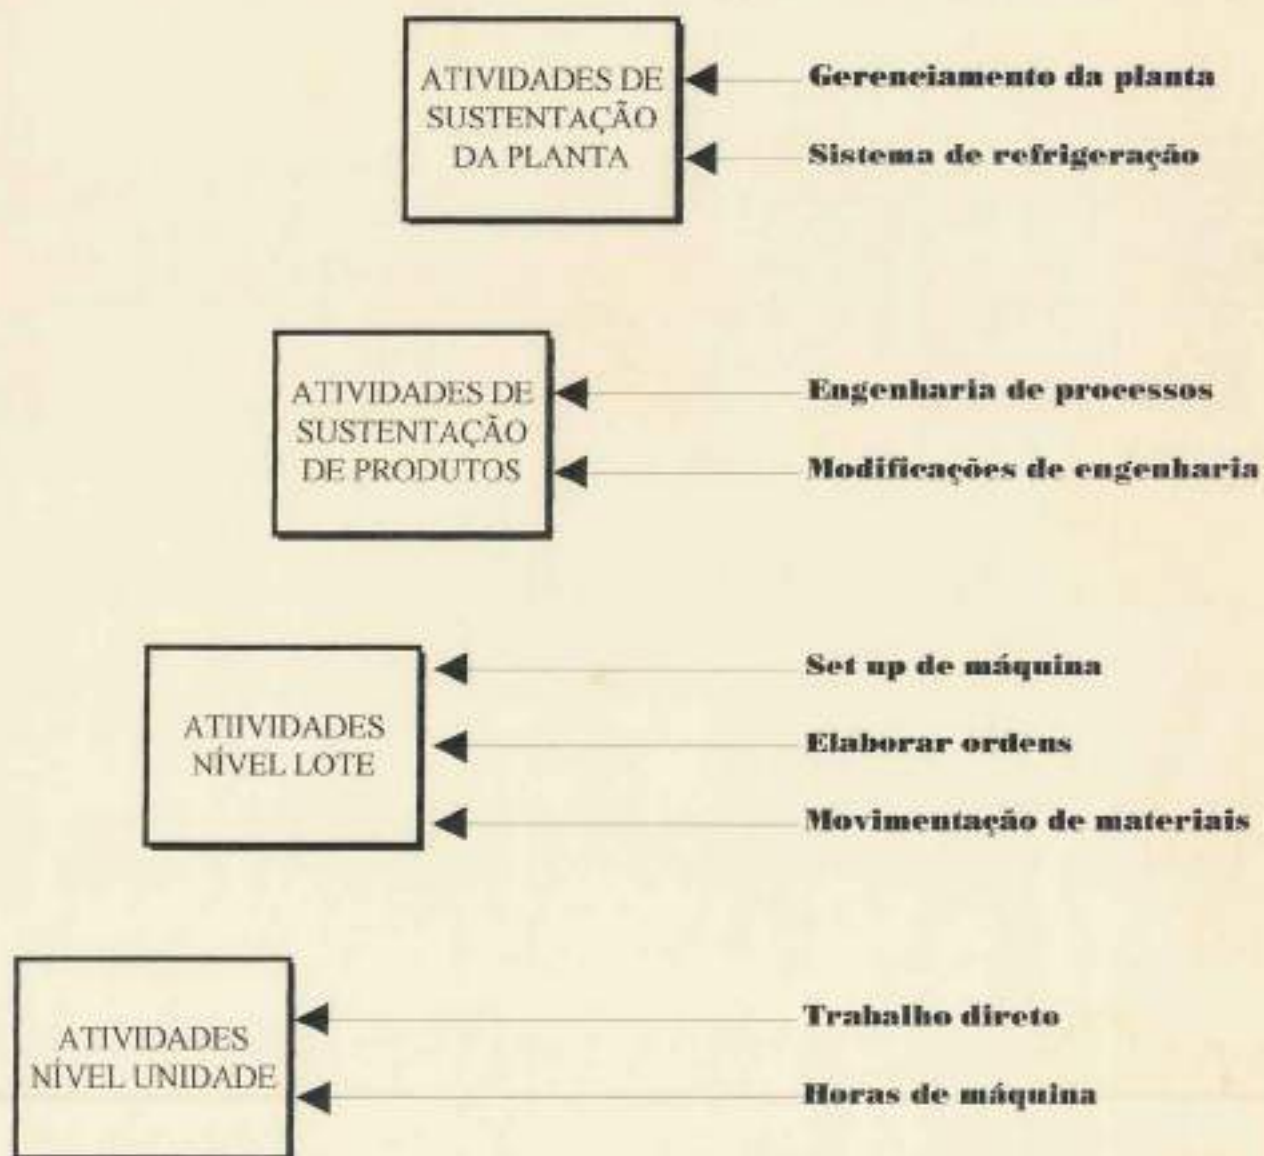 ATIVIDADES DE
SUSTENTAÇÃO
DA PLANTA
Gerenciamento da planta
Sistema de refrigeração
ATIVIDADES DE
SUSTENTAÇÃO
DE PRODUTOS
Engenharia de processos
Modificações de engenharia
ATIIVIDADES
NÍVEL LOTE
Set up de máquina
Elaborar ordens
Movimentação de materiais
ATIVIDADES
NÍVEL UNIDADE
Trabalho direto
Horas de máquina